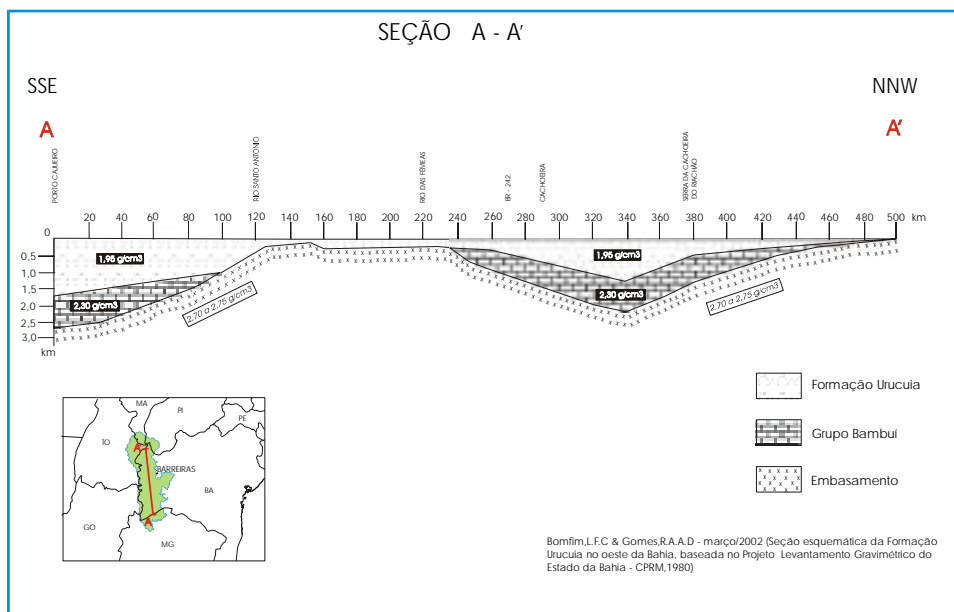 SEÇÃO A - A'
SSE
NNW
A
A'
PORTO CAJUEIRO
RIO SANTO ANTONIO
RIO DAS FEMEAS
BR - 242
CACHOEIRA
SERRA DA CACHOEIRA
DO RIACHÃO
0 20 40 60 80 100 120 140 160 180 200 220 240 260 280 300 320 340 360 380 400 420 440 460 480 500 km
0,5
1,0
1,5
2,0
2,5
3,0
km
1,95 g/cm3
2,30 g/cm3
2,70 a 2,75 g/cm3
1,95 g/cm3
2,30 g/cm3
2,70 a 2,75 g/cm3
MA
PI
PE
TO
A'
BARREIRAS
BA
GO
A
MG
Formação Urucuia
Grupo Bambuí
Embasamento
Bomfim,L.F.C & Gomes,R.A.A.D - março/2002 (Seção esquemática da Formação
Urucuia no oeste da Bahia, baseada no Projeto Levantamento Gravimétrico do
Estado da Bahia - CPRM,1980)